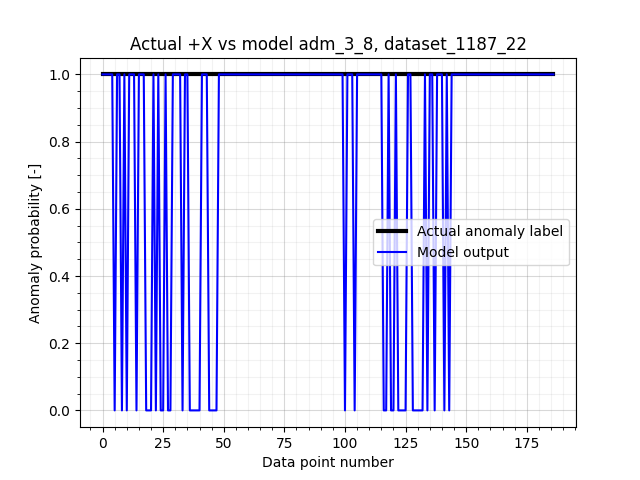 Actual +X vs model adm_3_8, dataset_1187_22
Anomaly probability [-]
1.0
0.8
0.6
0.4
0.2
0.0
Actual anomaly label
Model output
0 25 50 75 100 125 150 175
Data point number